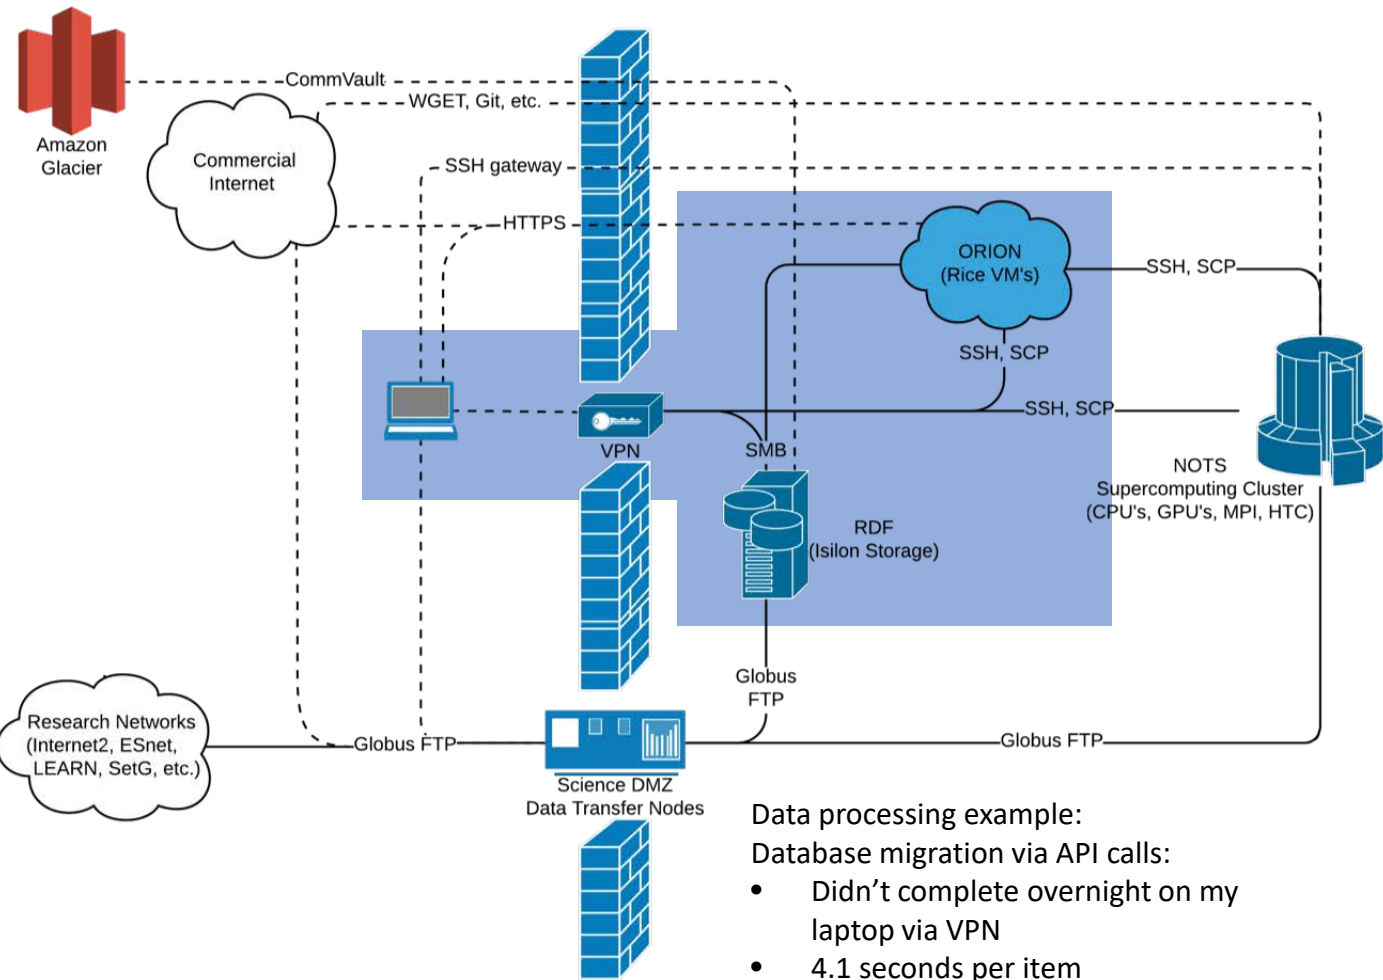 CommVault
WGET, Git, etc.
Amazon
Glacier
Commercial
Internet
SSH gateway
HTTPS
ORION
(Rice VM's)
SSH, SCP
SSH, SCP
SSH, SCP
VPN
SMB
NOTS
Supercomputing Cluster
(CPU's, GPU's, MPI, HTC)
RDF
(Isilon Storage)
Globus
FTP
Research Networks
(Internet2, ESnet,
LEARN, SetG, etc.)
Globus FTP
Globus FTP
Science DMZ
Data Transfer Nodes
Data processing example:
Database migration via API calls:
• Didn’t complete overnight on my
laptop via VPN
• 4.1 seconds per item